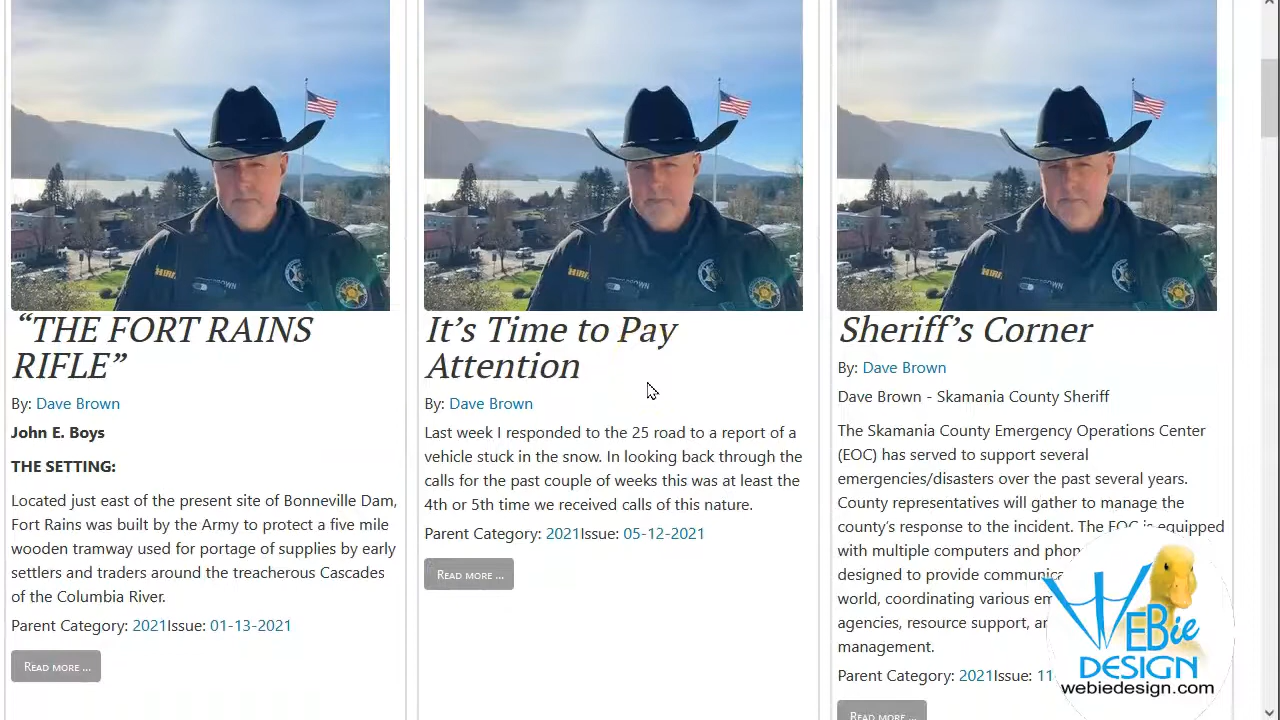 “THE FORT RAINS
RIFLE”
By: Dave Brown
John E. Boys
THE SETTING:
Located just east of the present site of Bonneville Dam,
Fort Rains was built by the Army to protect a five mile
wooden tramway used for portage of supplies by early
settlers and traders around the treacherous Cascades
of the Columbia River.
Parent Category: 2021Issue: 01-13-2021
Read more ...
It’s Time to Pay
Attention
By: Dave Brown
Last week I responded to the 25 road to a report of a
vehicle stuck in the snow. In looking back through the
calls for the past couple of weeks this was at least the
4th or 5th time we received calls of this nature.
Parent Category: 2021Issue: 05-12-2021
Read more ...
Sheriff’s Corner
By: Dave Brown
Dave Brown - Skamania County Sheriff
The Skamania County Emergency Operations Center
(EOC) has served to support several
emergencies/disasters over the past several years.
County representatives will gather to manage the
county’s response to the incident. The EOC is equipped
with multiple computers and
designed to provide
world, coordinating various
agencies, resource support,
management.
Parent Category: 2021Issue: 11-
Read more ...
WEBie
DESIGN
webiedesign.com